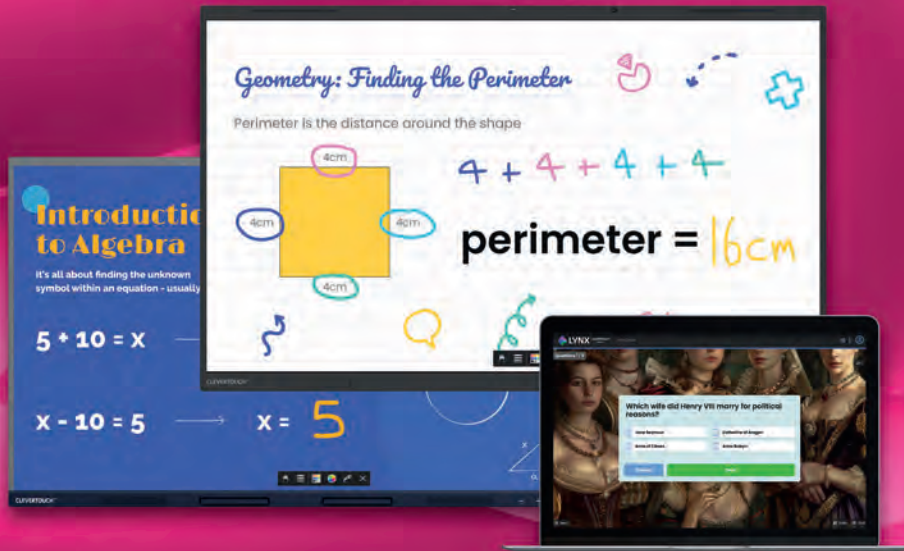 Geometry: Finding the Perimeter
Perimeter is the distance around the shape
4cm
4cm
4cm
4cm
4 + 4 + 4 + 4
perimeter = 16cm
CLEVERTOUCH
Introductio
to Algebra
it's all about finding the unknown
symbol within an equation - usually
5 + 10 = X
x - 10 = 5
x = 5
x
CLEVERTOUCH
LYNX
Which wife did Henry VIII marry for political
reasons?
Jane Seymour
Catherine of Aragon
Anne of Cleves
Anne Boleyn